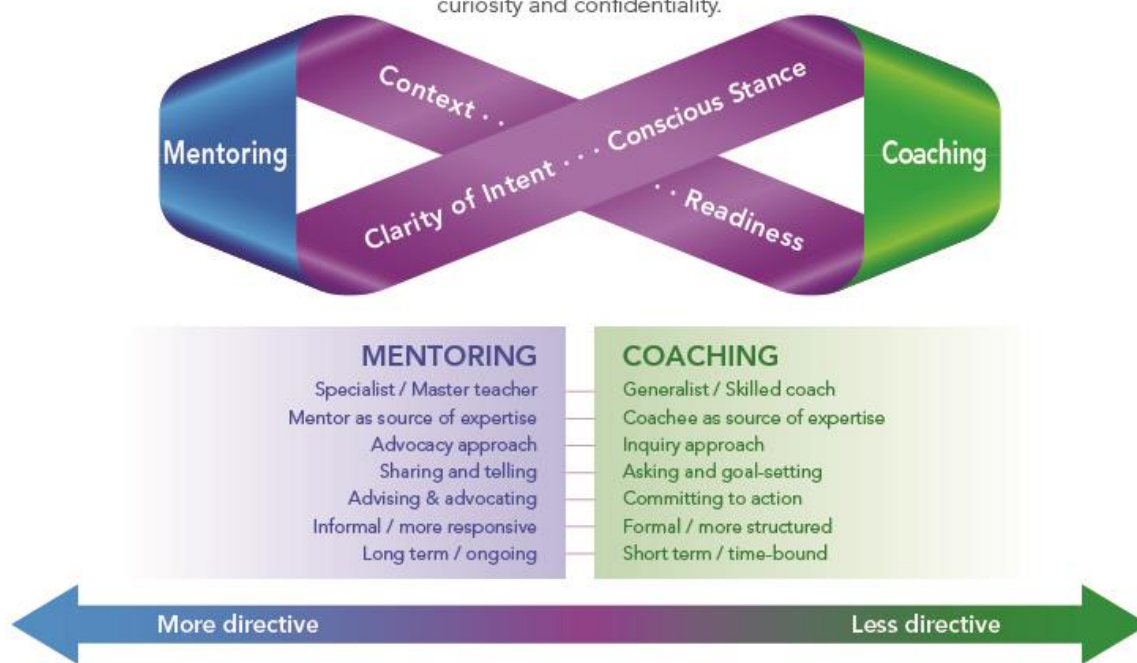 curiosity and confidentiality.
Context . .
. . Readiness
Clarity of Intent . . . Conscious Stance
Mentoring
Coaching
MENTORING
Specialist / Master teacher
Mentor as source of expertise
Advocacy approach
Sharing and telling
Advising & advocating
Informal / more responsive
Long term / ongoing
COACHING
Generalist / Skilled coach
Coachee as source of expertise
Inquiry approach
Asking and goal-setting
Committing to action
Formal / more structured
Short term / time-bound
More directive
Less directive